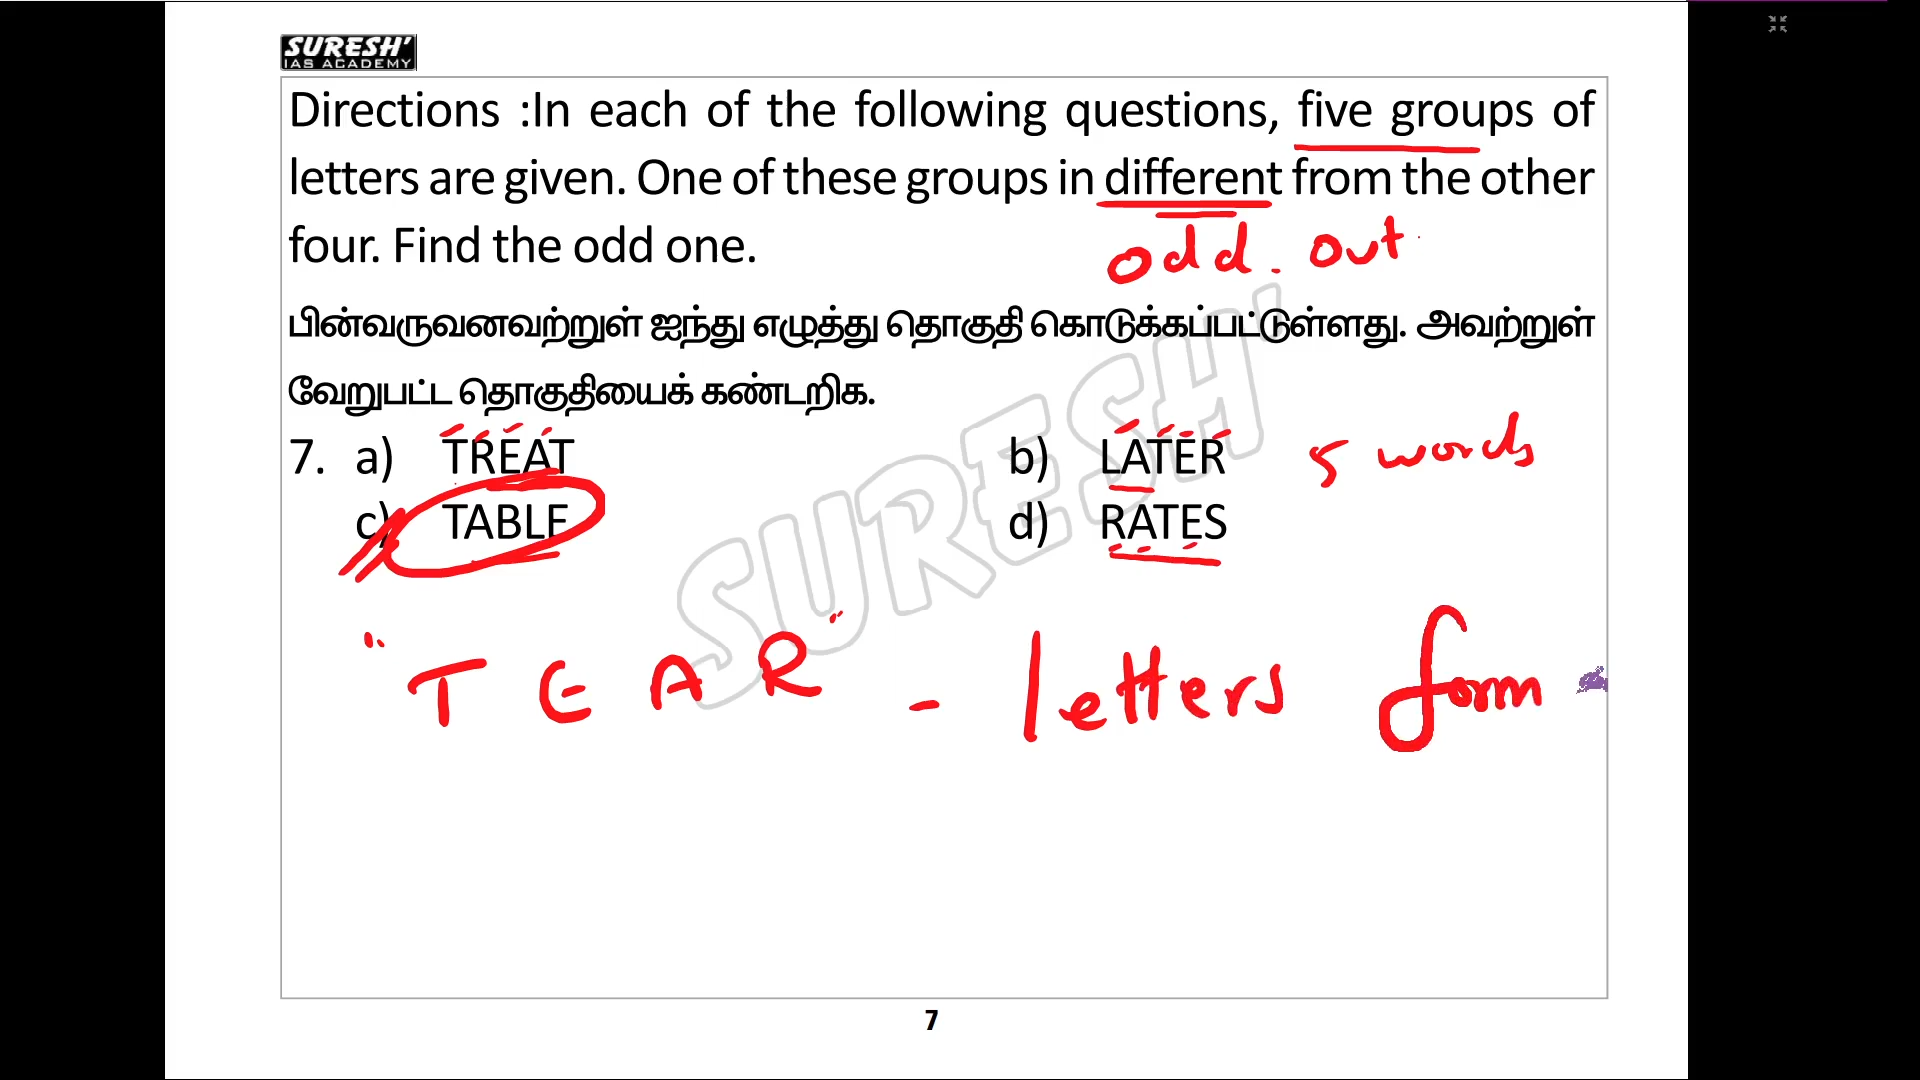 SURESH'
IAS ACADEMY
Directions :In each of the following questions, five groups of
letters are given. One of these groups in different from the other
four. Find the odd one.
odd. out
பின்வருவனவற்றுள் ஐந்து எழுத்து தொகுதி கொடுக்கப்பட்டுள்ளது. அவற்றுள்
வேறுபட்ட தொகுதியைக் கண்டறிக.
7. a) TREAT b) LATER 5 words
c) TABLE d) RATES
SURESH'
"TEAR" - letters form
7